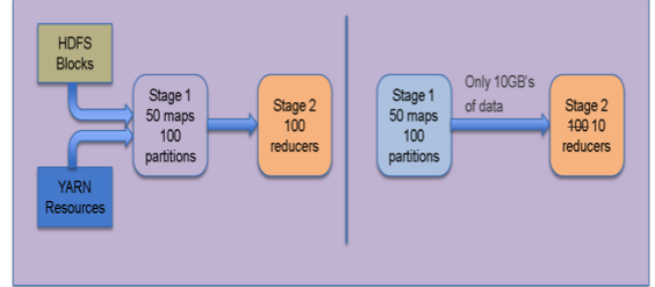 HDFS
Blocks
YARN
Resources
Stage 1
50 maps
100
partitions
Stage 2
100
reducers
Stage 1
50 maps
100
partitions
Only 10GB's
of data
Stage 2
100 10
reducers